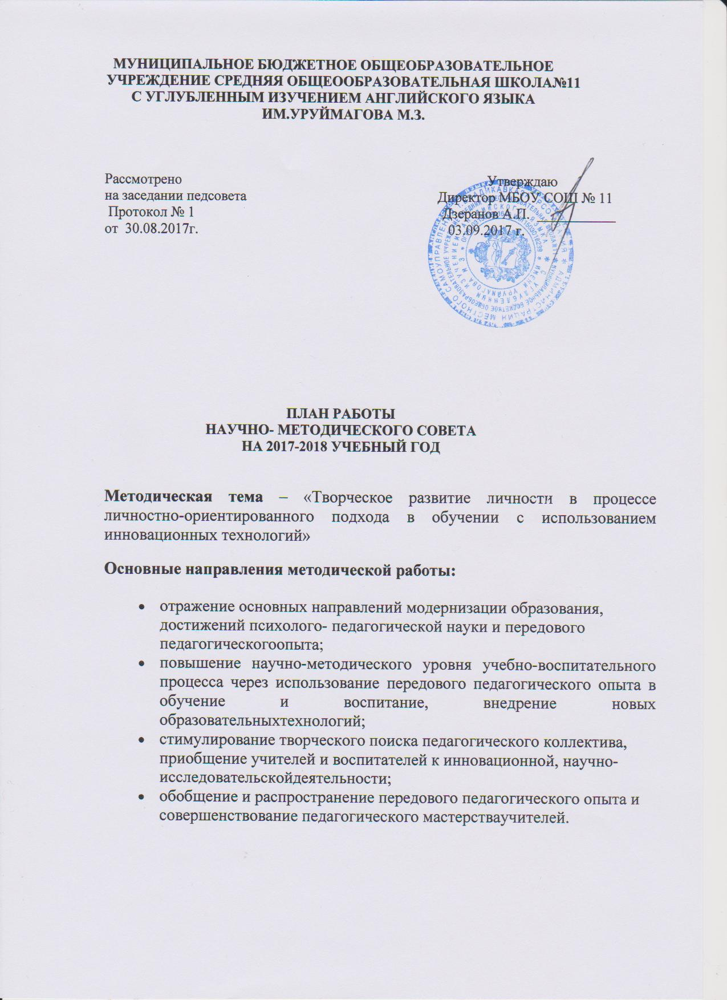 МУНИЦИПАЛЬНОЕ БЮДЖЕТНОЕ ОБЩЕОБРАЗОВАТЕЛЬНОЕ
УЧРЕЖДЕНИЕ СРЕДНЯЯ ОБЩЕООБРАЗОВАТЕЛЬНАЯ ШКОЛА№11
С УГЛУБЛЕННЫМ ИЗУЧЕНИЕМ АНГЛИЙСКОГО ЯЗЫКА
ИМ.УРУЙМАГОВА М.З.
Рассмотрено
на заседании педсовета
Протокол № 1
от 30.08.2017г.
Утверждаю
Директор МБОУ СОШ № 11
Дзеранов А.П. ___________
03.09.2017 г.
ПЛАН РАБОТЫ
НАУЧНО- МЕТОДИЧЕСКОГО СОВЕТА
НА 2017-2018 УЧЕБНЫЙ ГОД
Методическая тема – «Творческое развитие личности в процессе
личностно-ориентированного подхода в обучении с использованием
инновационных технологий»
Основные направления методической работы:
• отражение основных направлений модернизации образования,
достижений психолого- педагогической науки и передового
педагогическогоопыта;
• повышение научно-методического уровня учебно-воспитательного
процесса через использование передового педагогического опыта в
обучение и воспитание, внедрение новых
образовательныхтехнологий;
• стимулирование творческого поиска педагогического коллектива,
приобщение учителей и воспитателей к инновационной, научно-
исследовательскойдеятельности;
• обобщение и распространение передового педагогического опыта и
совершенствование педагогического мастерстваучителей.